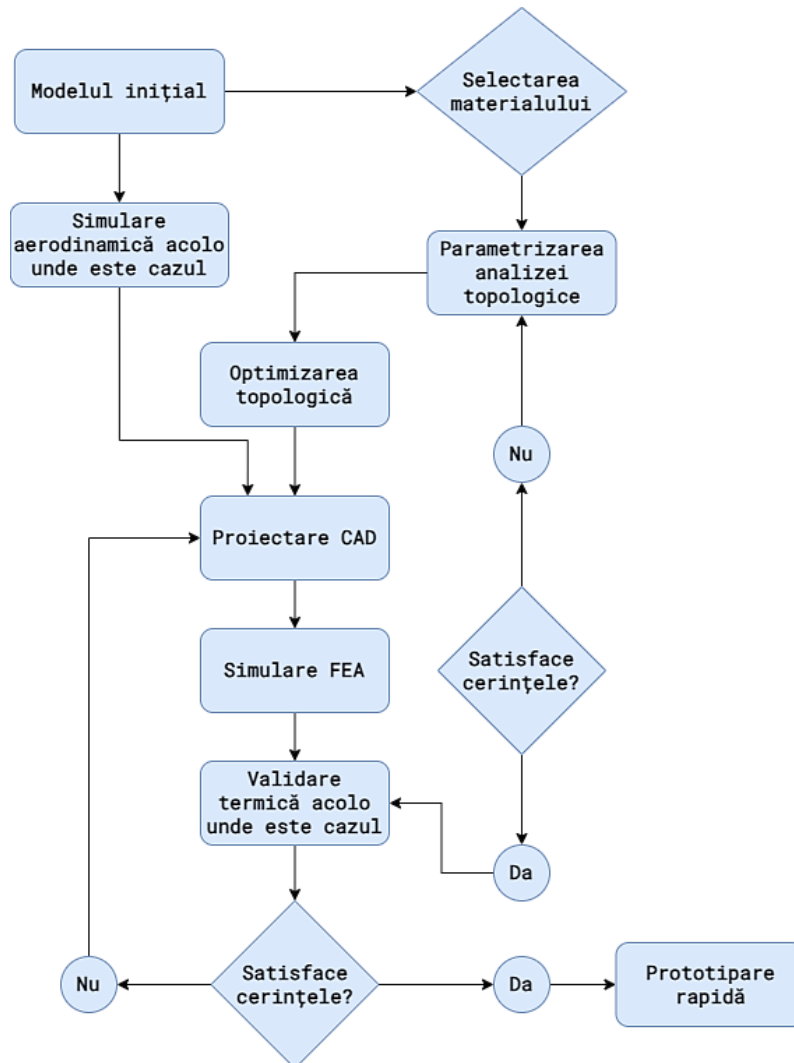 Modelul inițial
Selectarea
materialului
Simulare
aerodinamică acolo
unde este cazul
Parametrizarea
analizei
topologice
Optimizarea
topologică
Nu
Proiectare CAD
Simulare FEA
Satisface
cerințele?
Validare
termică acolo
unde este cazul
Da
Nu
Satisface
cerințele?
Da
Prototipare
rapidă